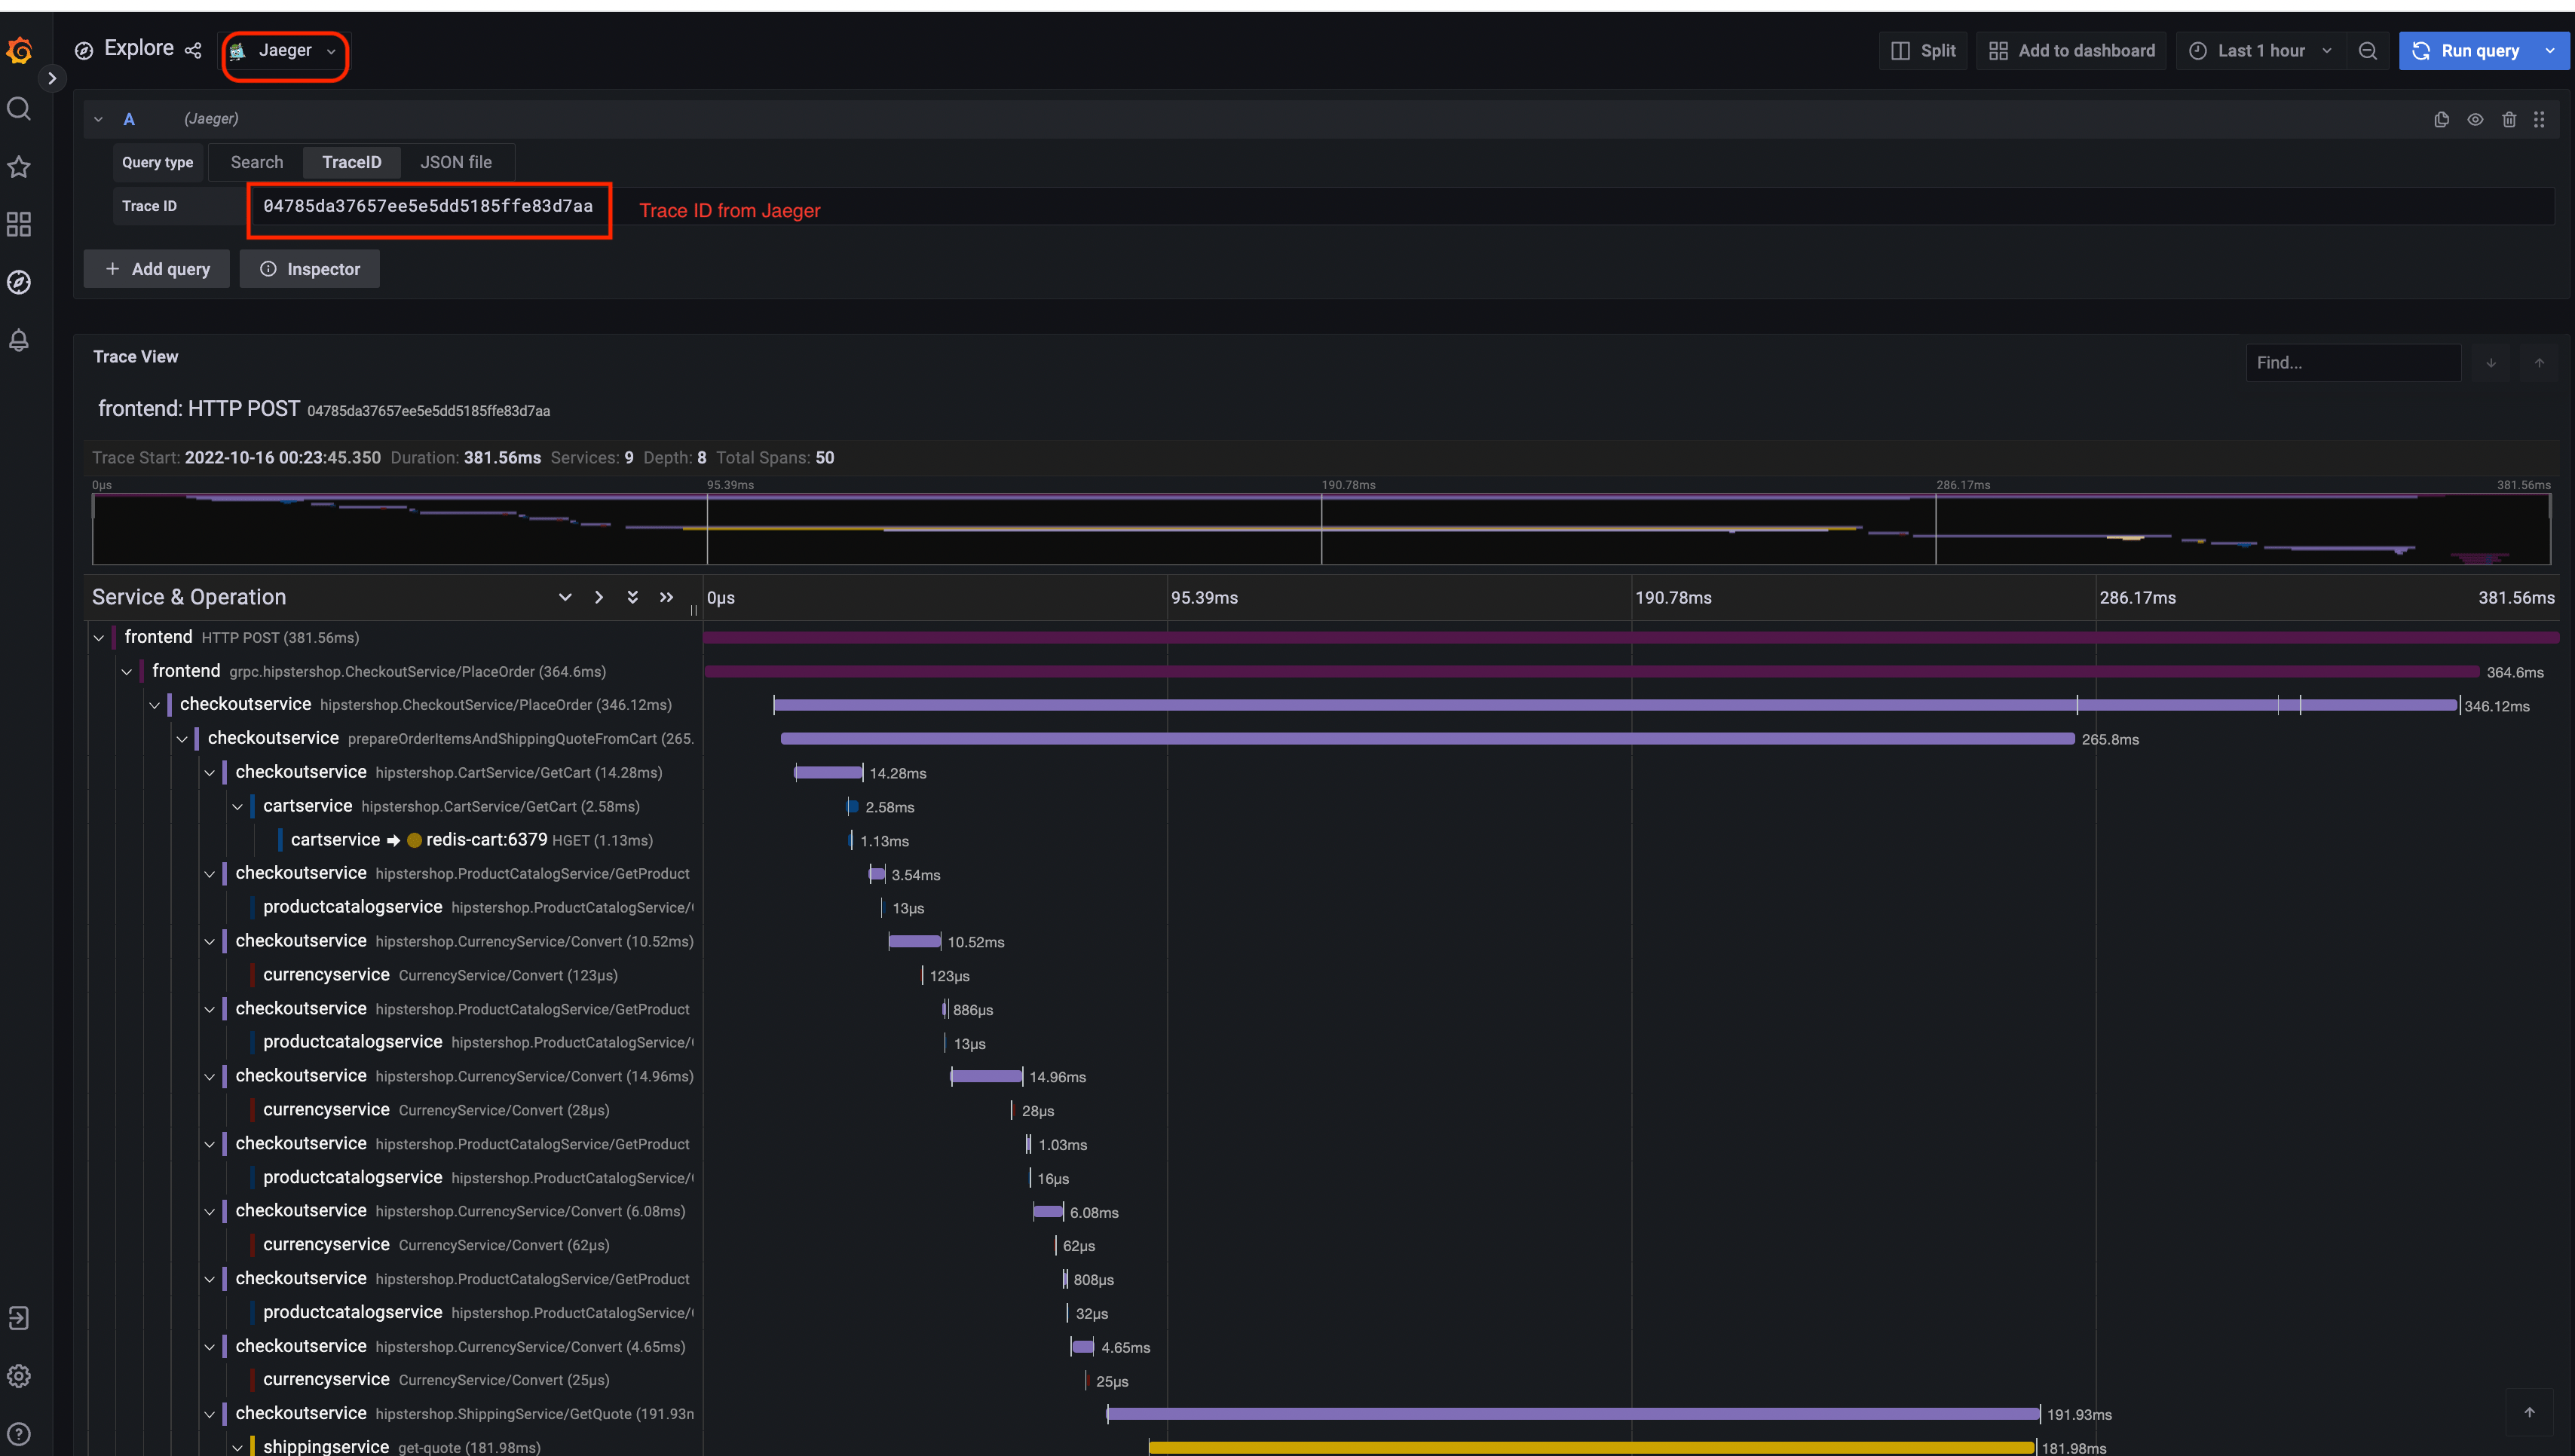 Explore Jaeger Split Add to dashboard Last 1 hour Run query
A (Jaeger)
Query type Search TraceID JSON file
Trace ID 04785da37657ee5e5dd5185ffe83d7aa Trace ID from Jaeger
+ Add query Inspector
Trace View Find...
frontend: HTTP POST 04785da37657ee5e5dd5185ffe83d7aa
Trace Start: 2022-10-16 00:23:45.350 Duration: 381.56ms Services: 9 Depth: 8 Total Spans: 50
0μs 95.39ms 190.78ms 286.17ms 381.56ms
Service & Operation 0μs 95.39ms 190.78ms 286.17ms 381.56ms
frontend HTTP POST (381.56ms)
frontend grpc.hipstershop.CheckoutService/PlaceOrder (364.6ms) 364.6ms
checkoutservice hipstershop.CheckoutService/PlaceOrder (346.12ms) 346.12ms
checkoutservice prepareOrderItemsAndShippingQuoteFromCart (265. 265.8ms
checkoutservice hipstershop.CartService/GetCart (14.28ms) 14.28ms
cartservice hipstershop.CartService/GetCart (2.58ms) 2.58ms
cartservice → redis-cart:6379 HGET (1.13ms) 1.13ms
checkoutservice hipstershop.ProductCatalogService/GetProduct 3.54ms
productcatalogservice hipstershop.ProductCatalogService/ 13μs
checkoutservice hipstershop.CurrencyService/Convert (10.52ms) 10.52ms
currencyservice CurrencyService/Convert (123μs) 123μs
checkoutservice hipstershop.ProductCatalogService/GetProduct 886μs
productcatalogservice hipstershop.ProductCatalogService/ 13μs
checkoutservice hipstershop.CurrencyService/Convert (14.96ms) 14.96ms
currencyservice CurrencyService/Convert (28μs) 28μs
checkoutservice hipstershop.ProductCatalogService/GetProduct 1.03ms
productcatalogservice hipstershop.ProductCatalogService/ 16μs
checkoutservice hipstershop.CurrencyService/Convert (6.08ms) 6.08ms
currencyservice CurrencyService/Convert (62μs) 62μs
checkoutservice hipstershop.ProductCatalogService/GetProduct 808μs
productcatalogservice hipstershop.ProductCatalogService/ 32μs
checkoutservice hipstershop.CurrencyService/Convert (4.65ms) 4.65ms
currencyservice CurrencyService/Convert (25μs) 25μs
checkoutservice hipstershop.ShippingService/GetQuote (191.93m 191.93ms
shippingservice get-quote (181.98ms) 181.98ms